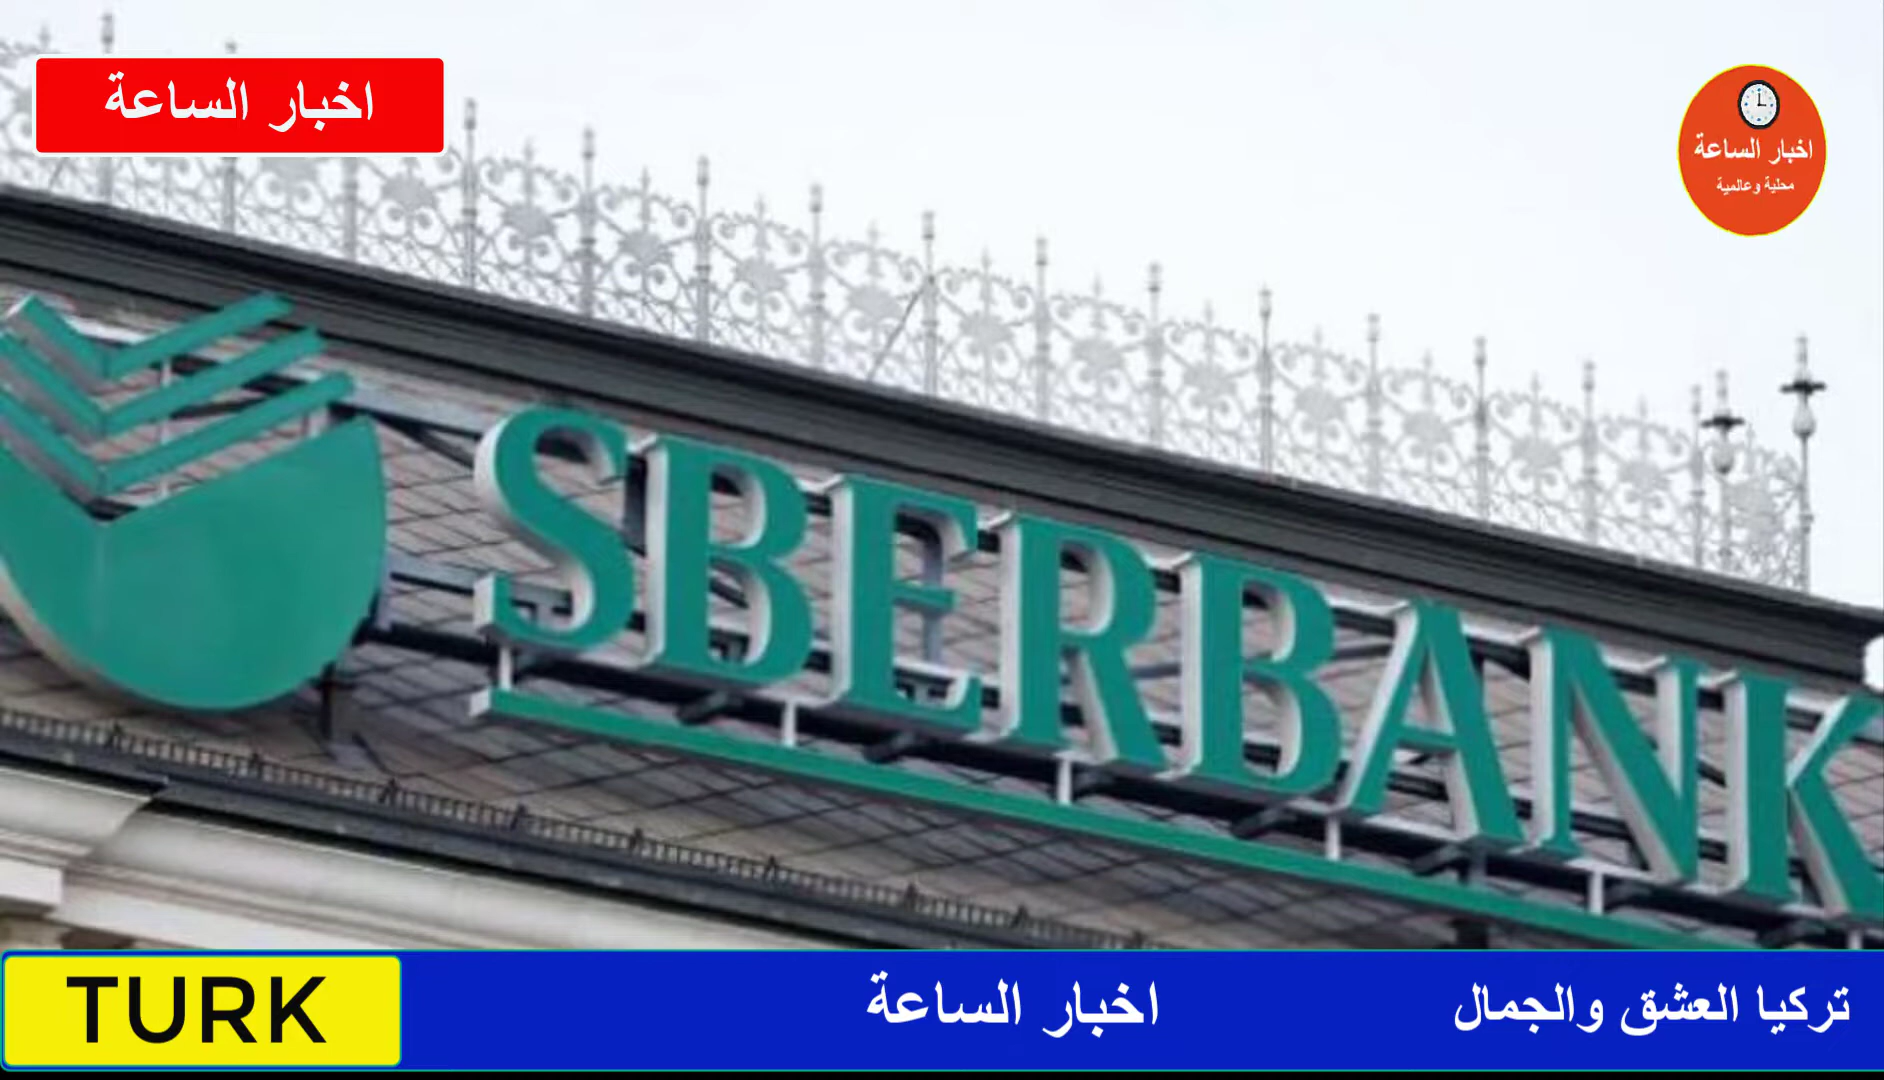 اخبار الساعة
اخبار الساعة
محلية وعالمية
SBERBANK
TURK
اخبار الساعة
تركيا العشق والجمال